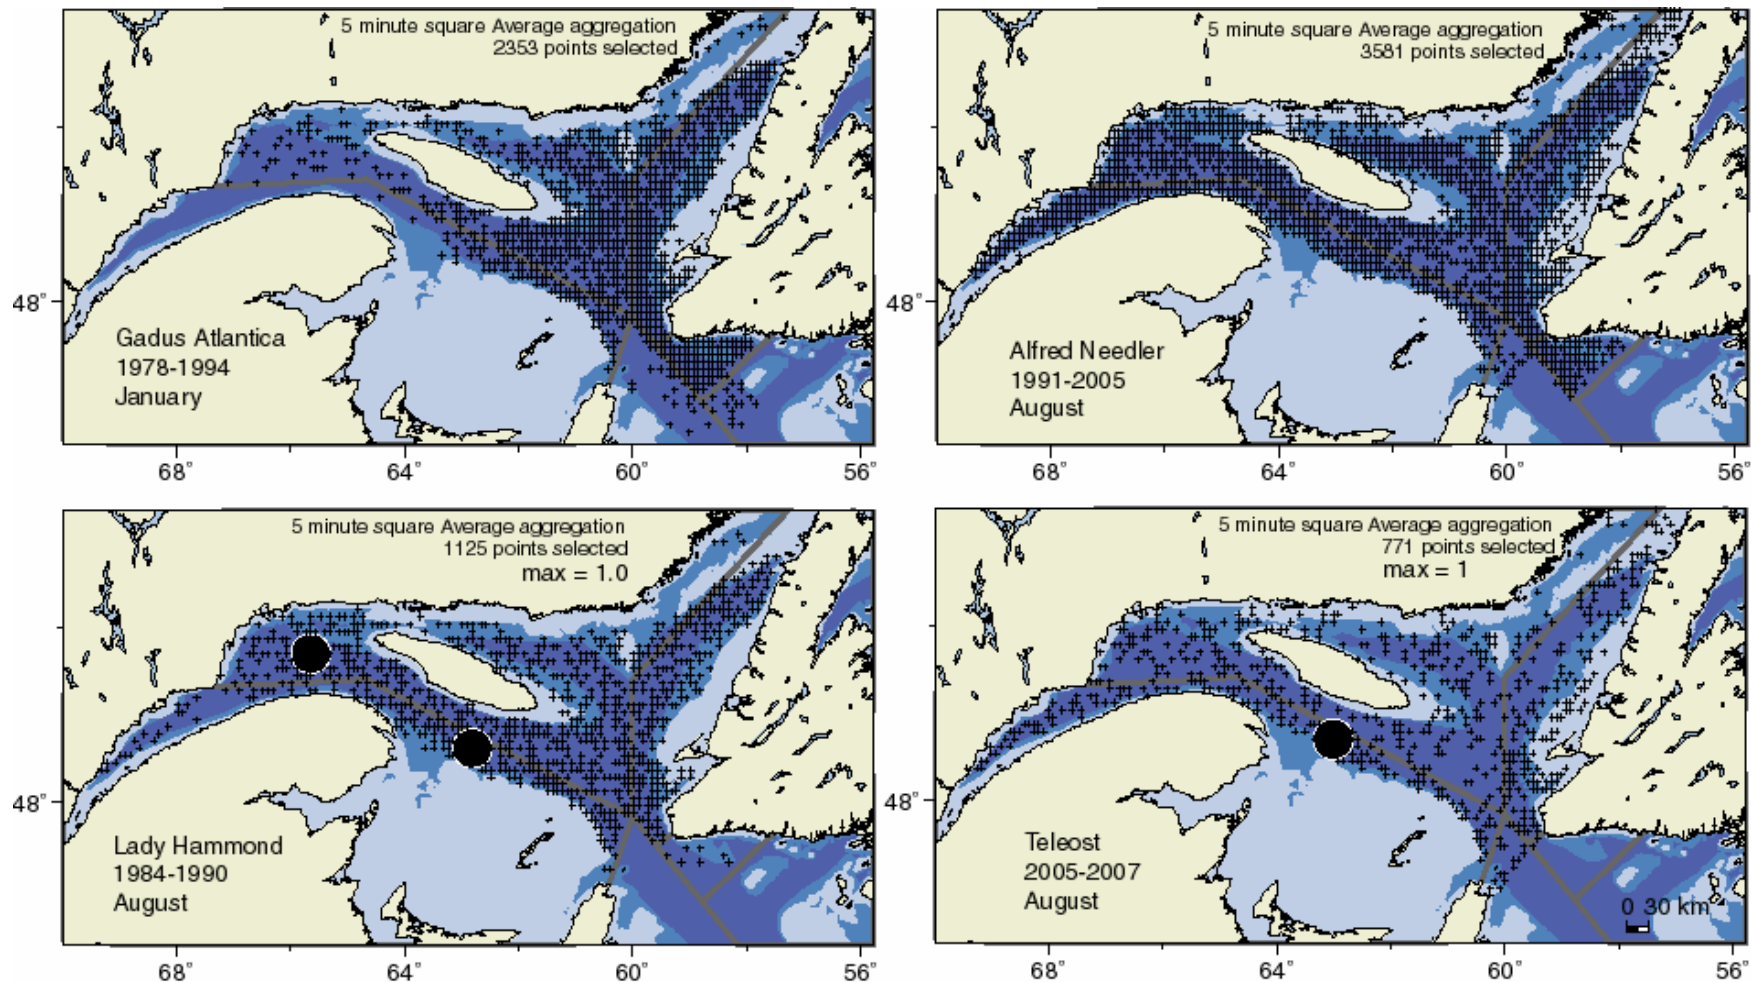 5 minute square Average aggregation
2353 points selected
48°
Gadus Atlantica
1978-1994
January
68°
64°
60°
56°
5 minute square Average aggregation
3581 points selected
48°
Alfred Needler
1991-2005
August
68°
64°
60°
56°
5 minute square Average aggregation
1125 points selected
max = 1.0
48°
Lady Hammond
1984-1990
August
68°
64°
60°
56°
5 minute square Average aggregation
771 points selected
max = 1
48°
Teleost
2005-2007
August
0 30 km
68°
64°
60°
56°